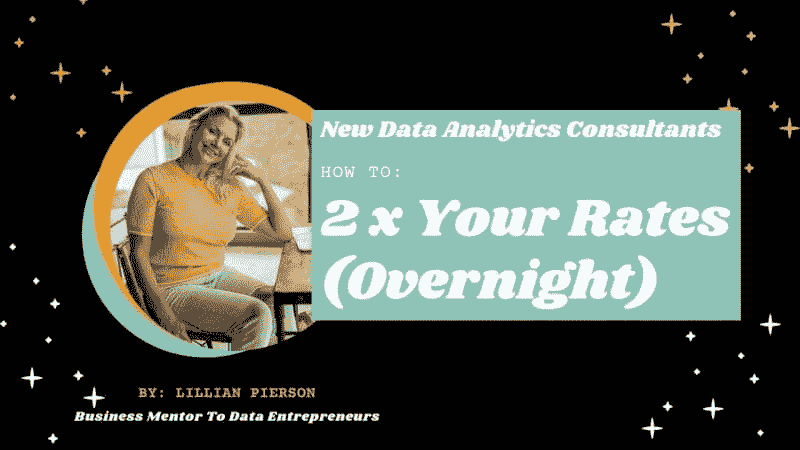 New Data Analytics Consultants
HOW TO:
2 x Your Rates
(Overnight)
BY: LILLIAN PIERSON
Business Mentor To Data Entrepreneurs